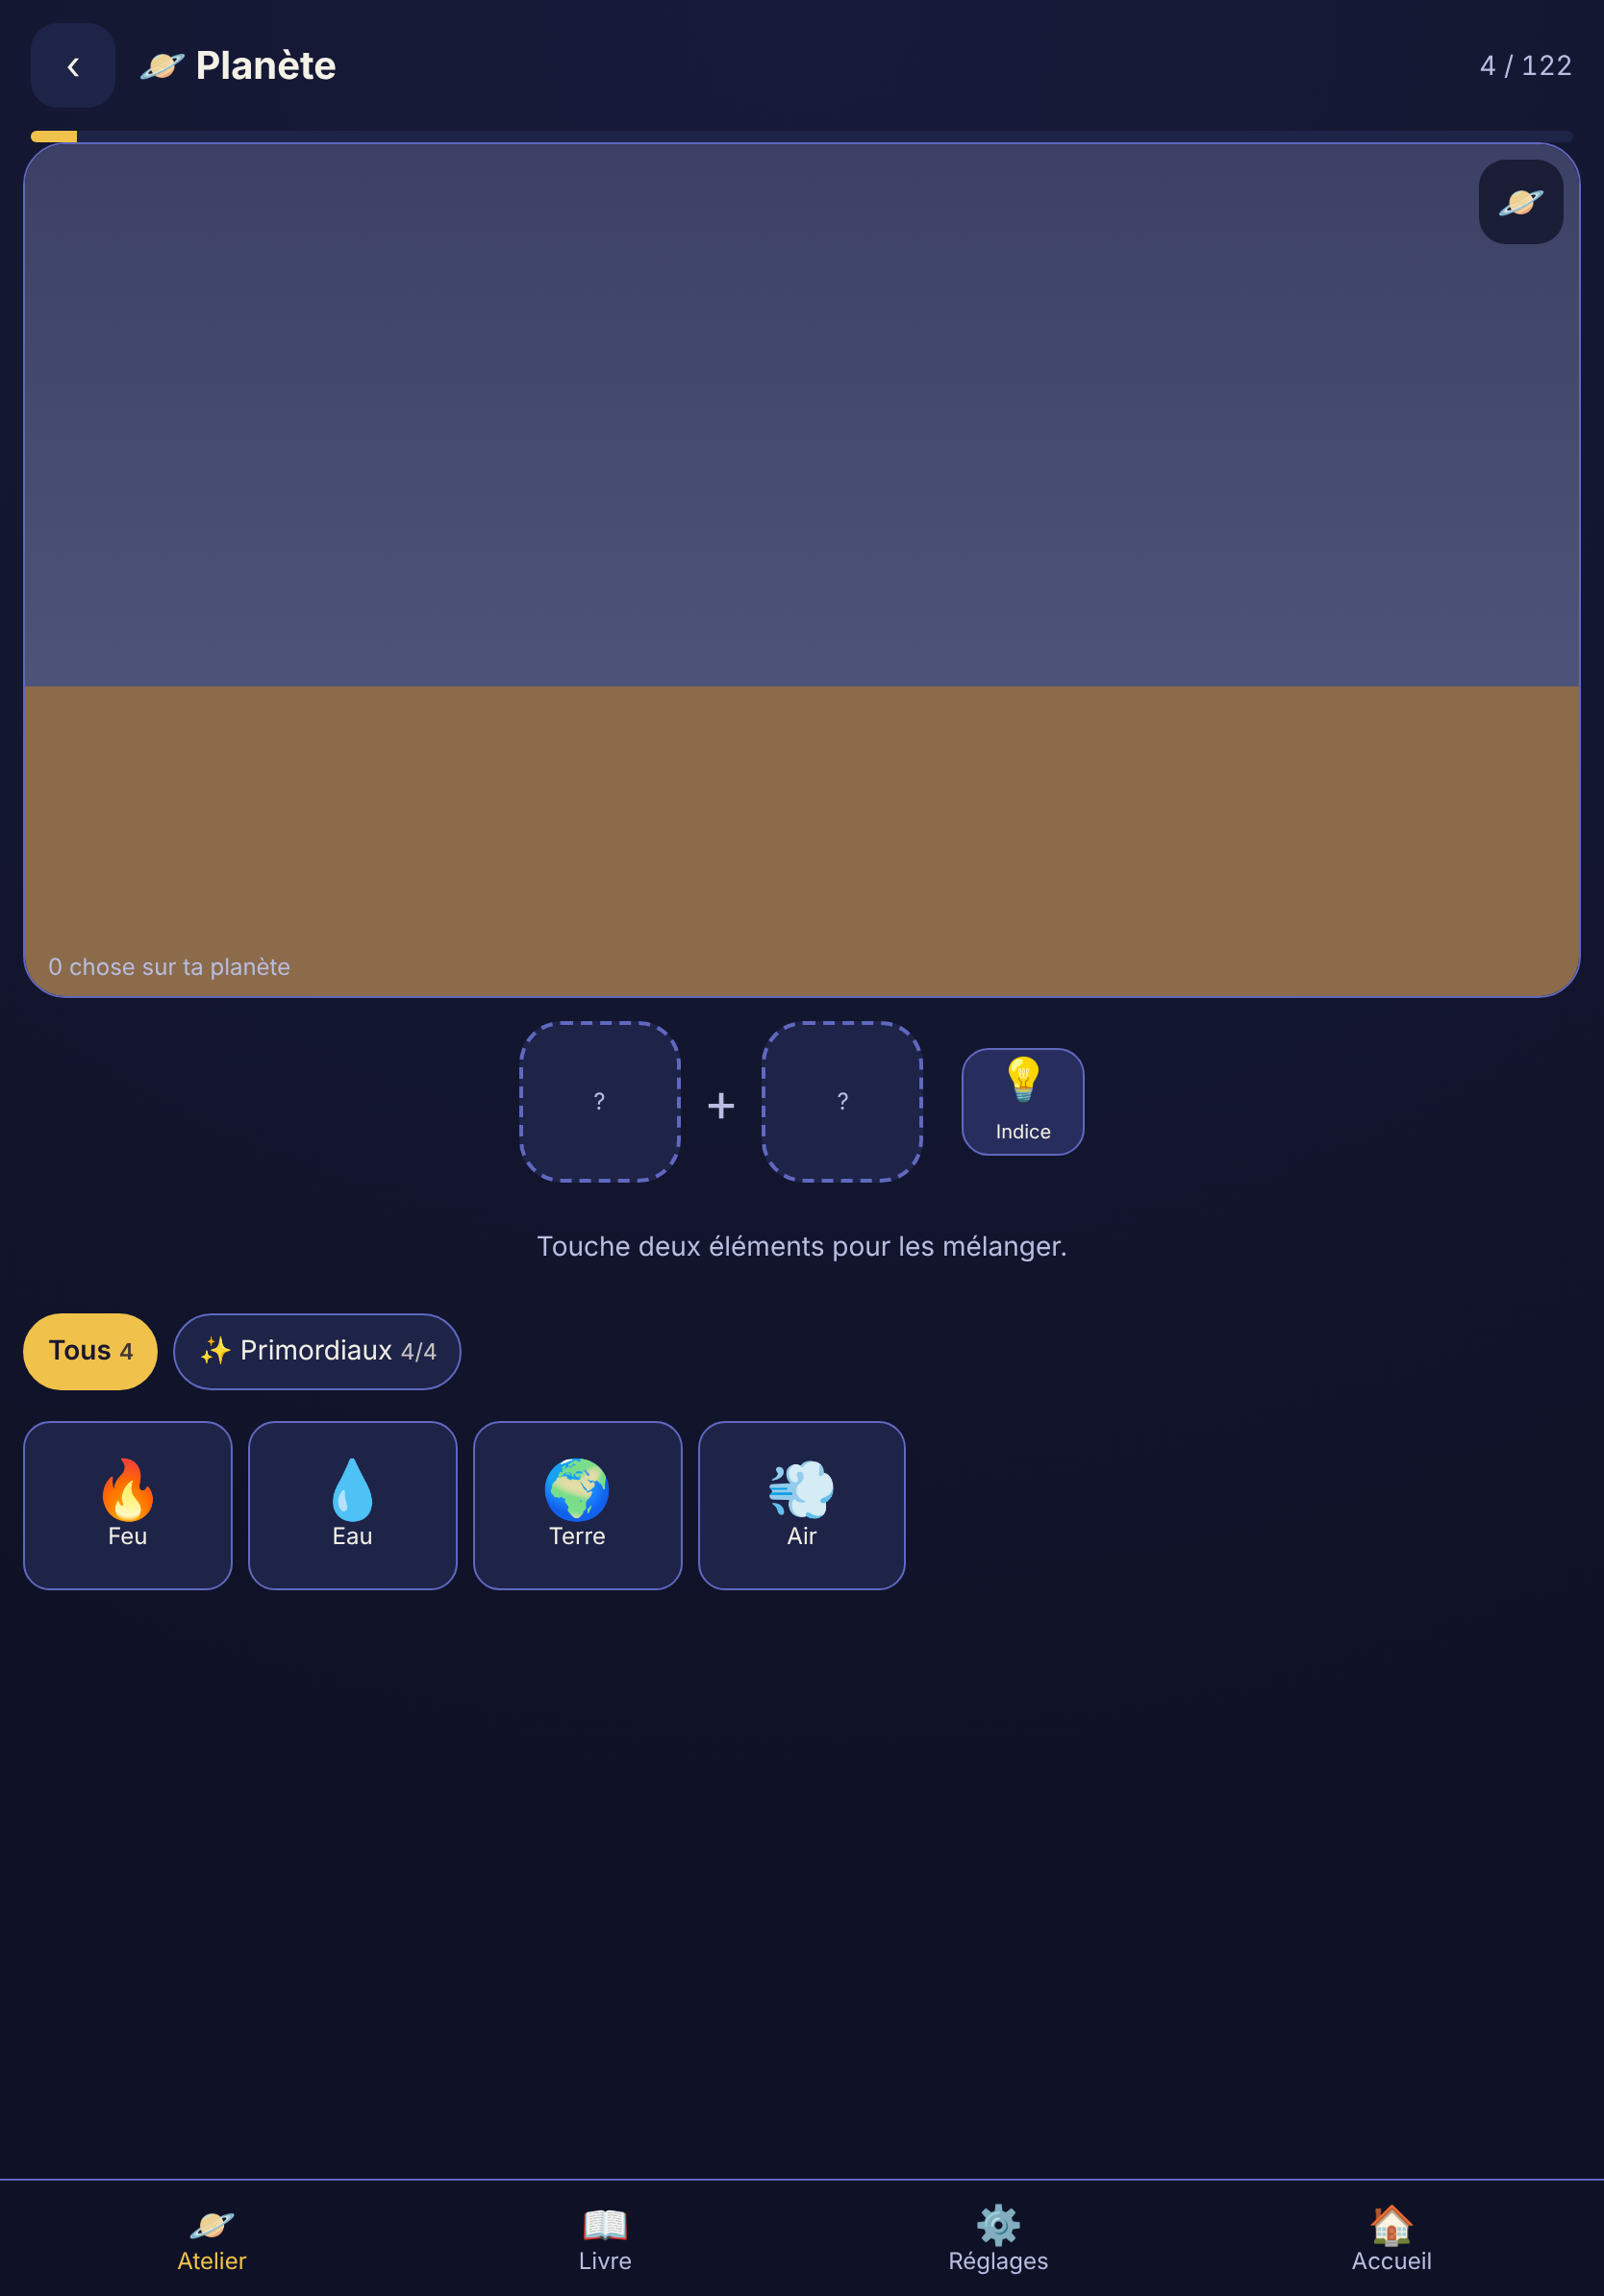 ‹ Planète 4 / 122
0 chose sur ta planète
? + ?
Indice
Touche deux éléments pour les mélanger.
Tous 4 Primordiaux 4/4
Feu Eau Terre Air
Atelier Livre Réglages Accueil